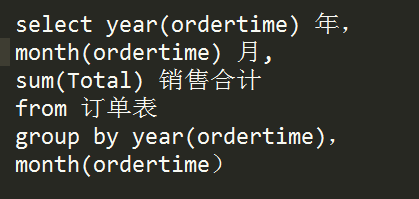 select year(ordertime) 年,
month(ordertime) 月,
sum(Total) 销售合计
from 订单表
group by year(ordertime),
month(ordertime）